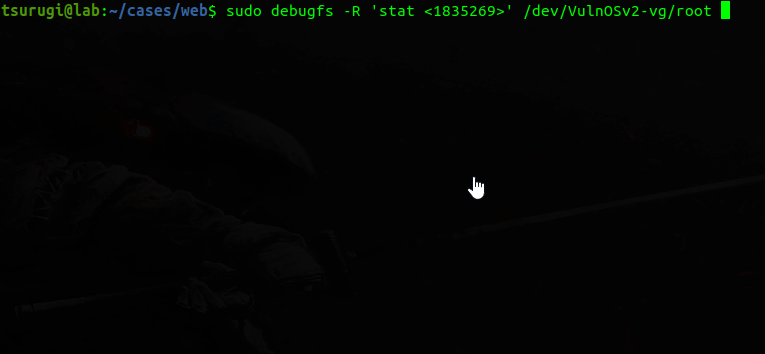 tsurugi@lab:~/cases/web$ sudo debugfs -R 'stat <1835269>' /dev/VulnOSv2-vg/root